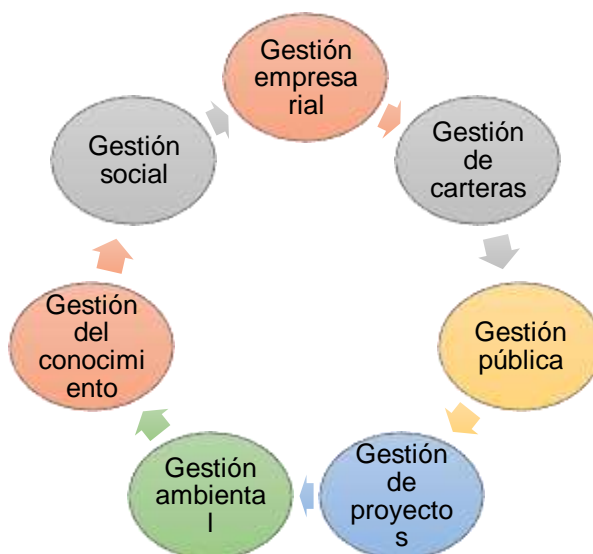 Gestión
empresa
rial
Gestión
de
carteras
Gestión
pública
Gestión
de
proyecto
s
Gestión
ambienta
l
Gestión
del
conocimi
ento
Gestión
social